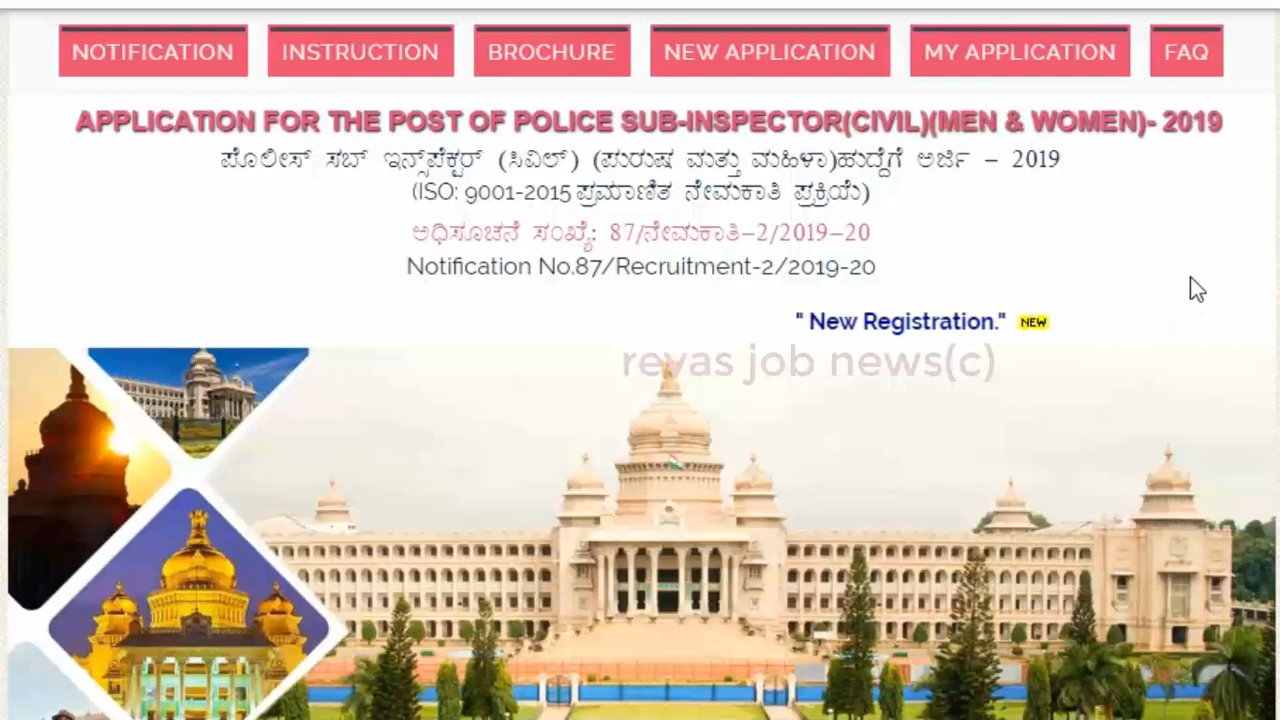 NOTIFICATION INSTRUCTION BROCHURE NEW APPLICATION MY APPLICATION FAQ
APPLICATION FOR THE POST OF POLICE SUB-INSPECTOR(CIVIL)(MEN & WOMEN)- 2019
ಪೊಲೀಸ್ ಸಬ್ ಇನ್ಸ್‌ಪೆಕ್ಟರ್ (ಸಿವಿಲ್) (ಪುರುಷ ಮತ್ತು ಮಹಿಳಾ)ಹುದ್ದೆಗೆ ಅರ್ಜಿ – 2019
(ISO: 9001-2015 ಪ್ರಮಾಣಿತ ನೇಮಕಾತಿ ಪ್ರಕ್ರಿಯೆ)
ಅಧಿಸೂಚನೆ ಸಂಖ್ಯೆ: 87/ನೇಮಕಾತಿ–2/2019–20
Notification No.87/Recruitment-2/2019-20
" New Registration." NEW
revas job news(c)